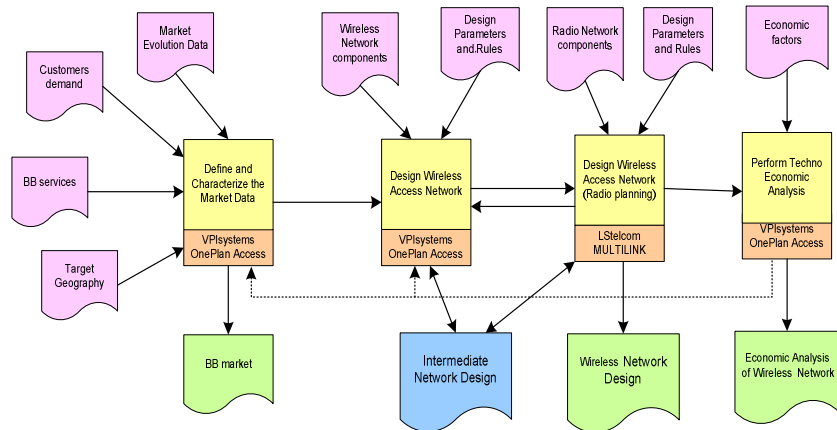 Market
Evolution Data
Wireless
Network
components
Design
Parameters
and.Rules
Radio Network
components
Design
Parameters
and Rules
Economic
factors
Customers
demand
BB services
Target
Geography
Define and
Characterize the
Market Data
VPIsystems
OnePlan Access
Design Wireless
Access Network
VPIsystems
OnePlan Access
Design Wireless
Access Network
(Radio planning)
LStelcom
MULTILINK
Perform Techno
Economic
Analysis
VPIsystems
OnePlan Access
BB market
Intermediate
Network Design
Wireless Network
Design
Economic Analysis
of Wireless Network